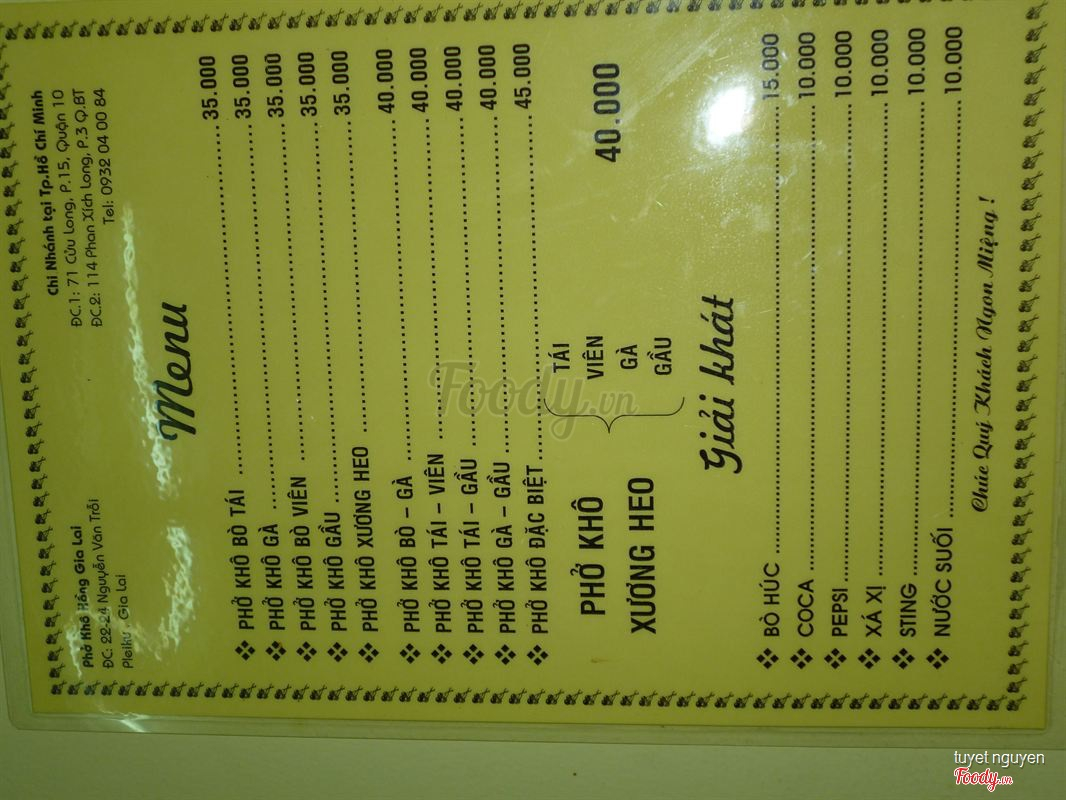 Phở Khô Hồng Gia Lai
ĐC: 22-24 Nguyễn Văn Trỗi
Pleiku - Gia Lai
Chi Nhánh tại Tp.Hồ Chí Minh
ĐC.1: 71 Cửu Long, P.15, Quận 10
ĐC.2: 114 Phan Xích Long, P.3 Q.BT
Tel: 0932 04 00 84
Menu
❖ PHỞ KHÔ BÒ TÁI 35.000
❖ PHỞ KHÔ GÀ 35.000
❖ PHỞ KHÔ BÒ VIÊN 35.000
❖ PHỞ KHÔ GẦU 35.000
❖ PHỞ KHÔ XƯƠNG HEO 35.000
❖ PHỞ KHÔ BÒ – GÀ 40.000
❖ PHỞ KHÔ TÁI – VIÊN 40.000
❖ PHỞ KHÔ TÁI – GẦU 40.000
❖ PHỞ KHÔ GÀ – GẦU 40.000
❖ PHỞ KHÔ ĐẶC BIỆT 45.000
PHỞ KHÔ
XƯƠNG HEO
TÁI
VIÊN
GÀ
GẦU
40.000
Giải khát
❖ BÒ HÚC 15.000
❖ COCA 10.000
❖ PEPSI 10.000
❖ XÁ XỊ 10.000
❖ STING 10.000
❖ NƯỚC SUỐI 10.000
Chúc Quý Khách Ngon Miệng !
Foody.vn
tuyet nguyen
Foody.vn